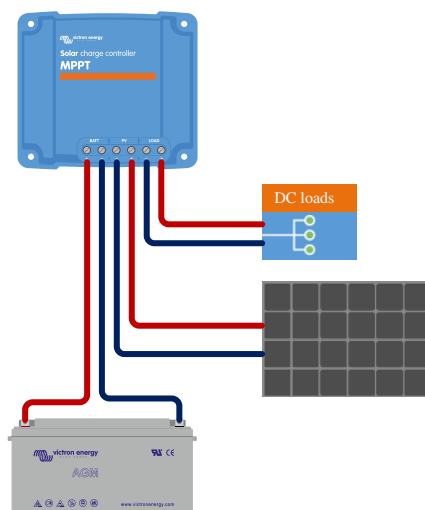 victron energy
Solar charge controller
MPPT
BATT PV LOAD
DC loads
victron energy
AGM
www.victronenergy.com